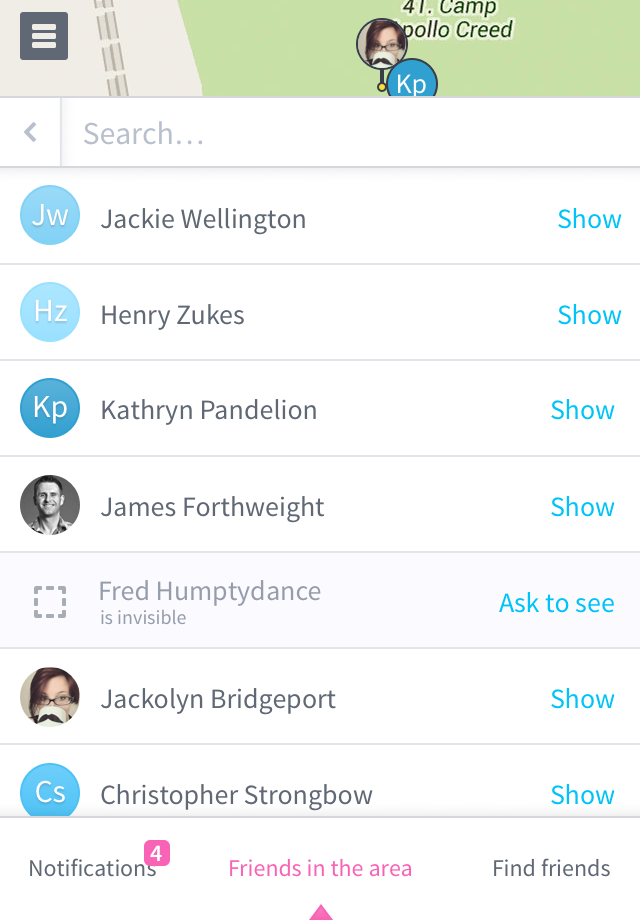 41. Camp
Apollo Creed
Kp
Search…
Jw
Jackie Wellington
Show
Hz
Henry Zukes
Show
Kp
Kathryn Pandelion
Show
James Forthweight
Show
Fred Humptydance
is invisible
Ask to see
Jackolyn Bridgeport
Show
Cs
Christopher Strongbow
Show
Notifications
4
Friends in the area
Find friends